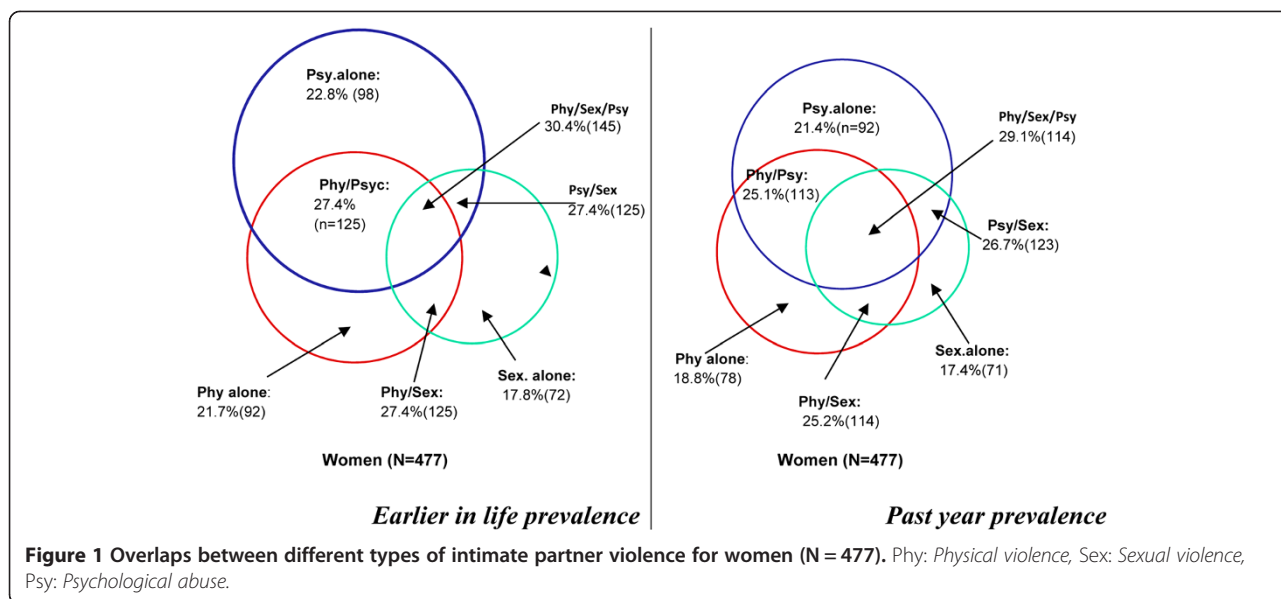 Psy.alone:
22.8% (98)
Phy/Sex/Psy
30.4%(145)
Phy/Psyc:
27.4%
(n=125)
Psy/Sex
27.4%(125)
Phy alone:
21.7%(92)
Phy/Sex:
27.4%(125)
Sex. alone:
17.8%(72)
Women (N=477)
Earlier in life prevalence
Psy.alone:
21.4%(n=92)
Phy/Sex/Psy
29.1%(114)
Phy/Psy:
25.1%(113)
Psy/Sex:
26.7%(123)
Phy alone:
18.8%(78)
Sex.alone:
17.4%(71)
Phy/Sex:
25.2%(114)
Women (N=477)
Past year prevalence
Figure 1 Overlaps between different types of intimate partner violence for women (N = 477). Phy: Physical violence, Sex: Sexual violence,
Psy: Psychological abuse.